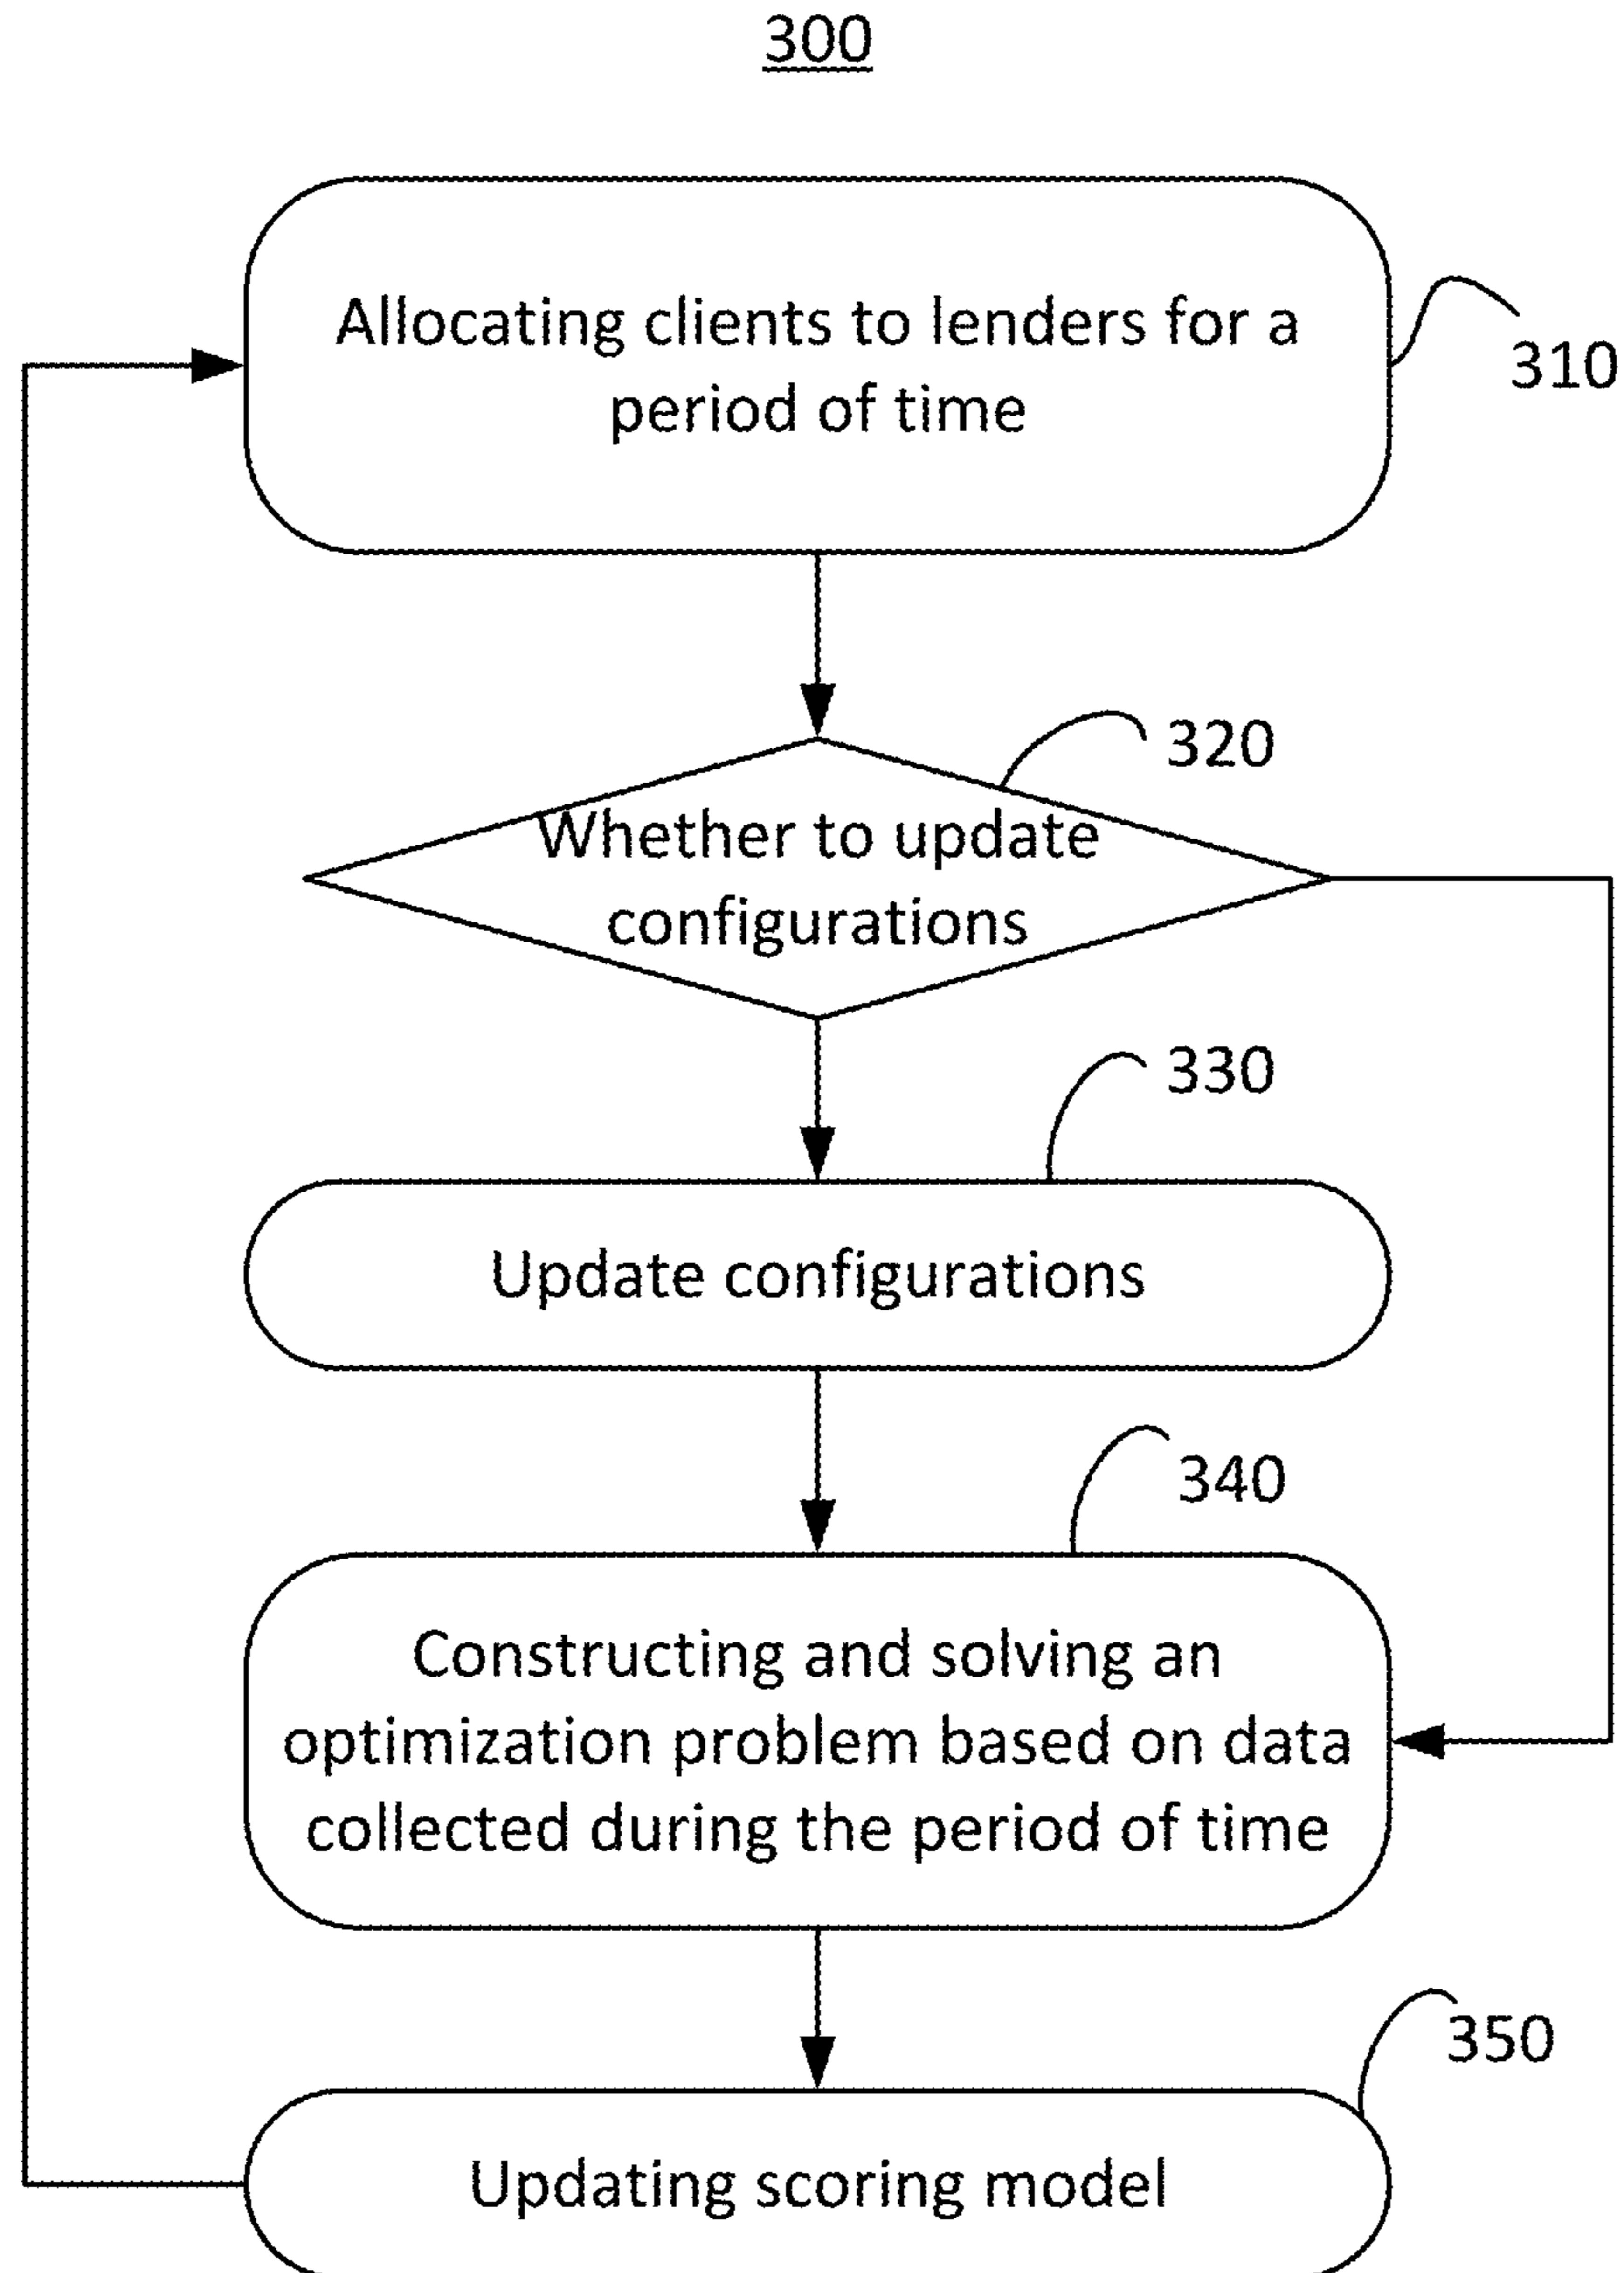 300
Allocating clients to lenders for a
period of time
310
320
Whether to update
configurations
330
Update configurations
340
Constructing and solving an
optimization problem based on data
collected during the period of time
350
Updating scoring model